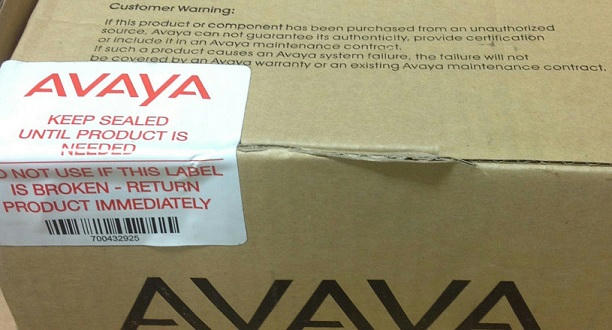 Customer Warning:
If this product or component has been purchased from an unauthorized
source, Avaya can not guarantee its authenticity, provide certification
or include it in an Avaya maintenance contract.
If such a product causes an Avaya system failure, the failure will not
be covered by an Avaya warranty or an existing Avaya maintenance contract.
AVAYA
KEEP SEALED
UNTIL PRODUCT IS
NEEDED
O NOT USE IF THIS LABEL
IS BROKEN - RETURN
PRODUCT IMMEDIATELY
700432925
AVAYA